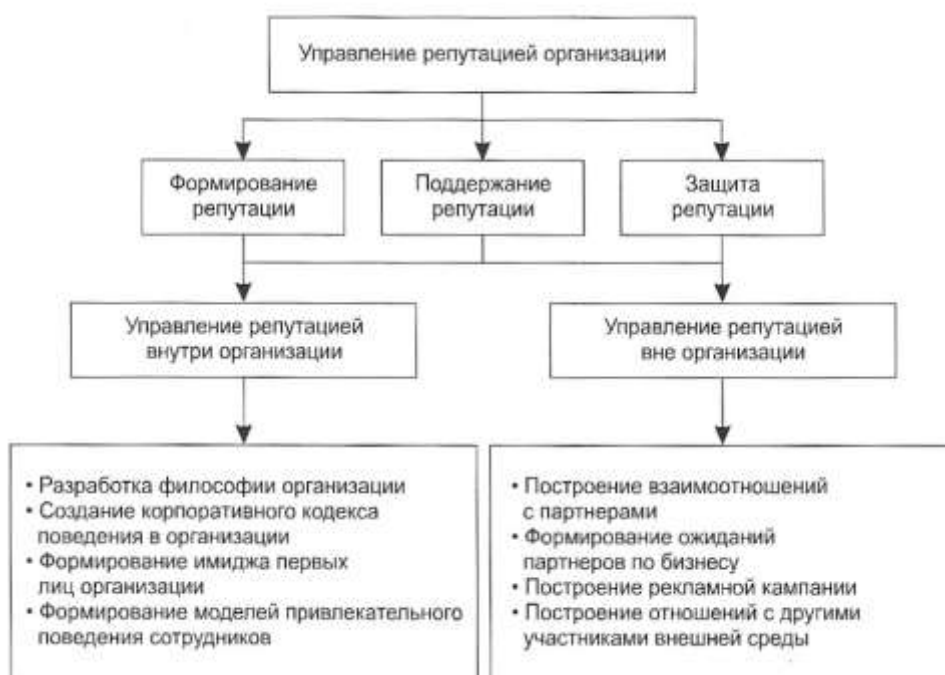 Управление репутацией организации
Формирование
репутации
Поддержание
репутации
Защита
репутации
Управление репутацией
внутри организации
Управление репутацией
вне организации
• Разработка философии организации
• Создание корпоративного кодекса
поведения в организации
• Формирование имиджа первых
лиц организации
• Формирование моделей привлекательного
поведения сотрудников
• Построение взаимоотношений
с партнерами
• Формирование ожиданий
партнеров по бизнесу
• Построение рекламной кампании
• Построение отношений с другими
участниками внешней среды